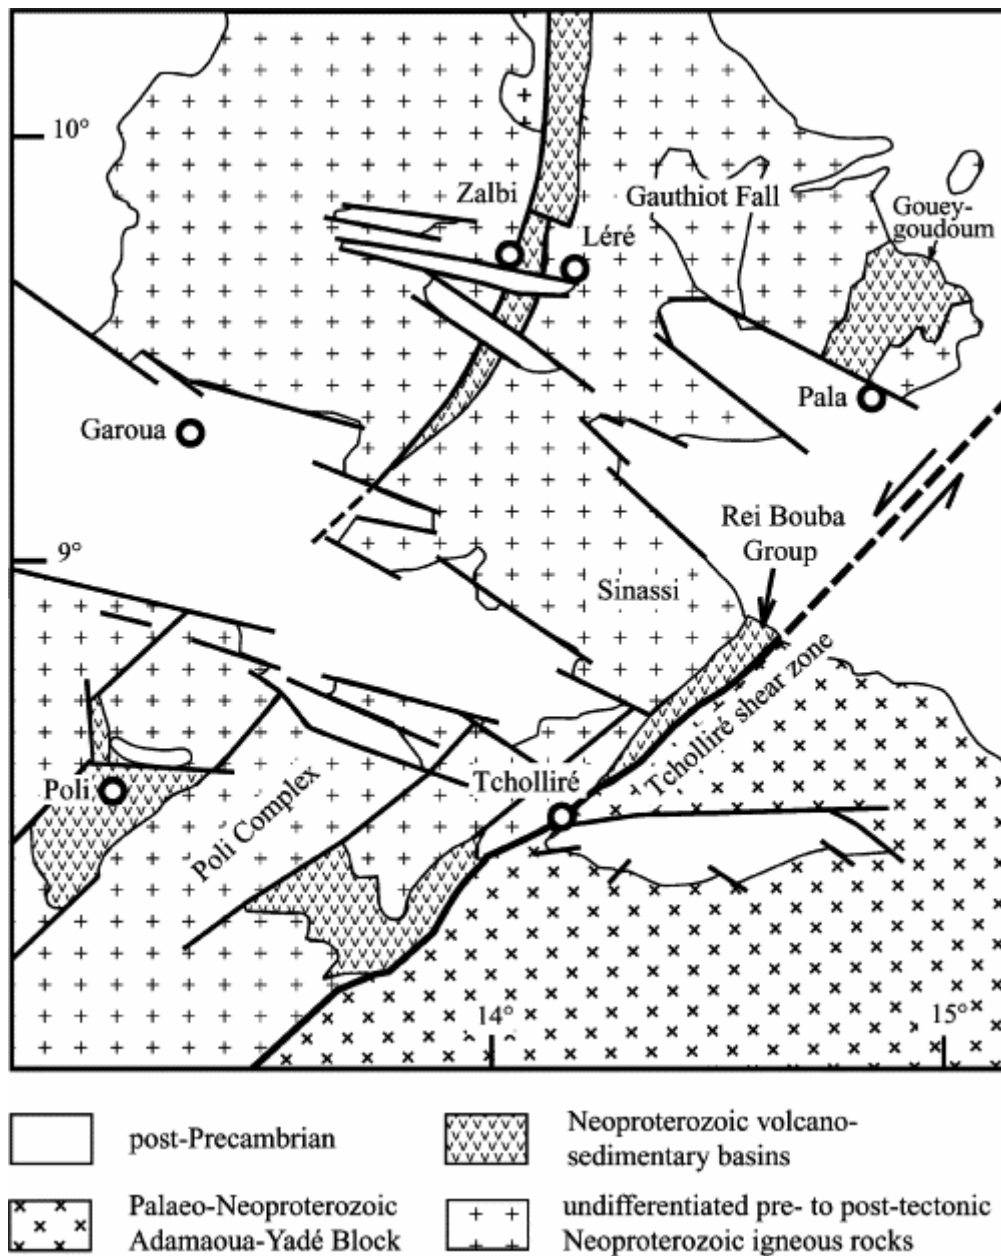 10°
Zalbi
Gauthiot Fall
Gouey-
goudoum
Léré
Pala
Garoua
Rei Bouba
Group
9°
Sinassi
Tcholliré shear zone
Poli
Tcholliré
Poli Complex
14°
15°
post-Precambrian
Neoproterozoic volcano-
sedimentary basins
Palaeo-Neoproterozoic
Adamaoua-Yadé Block
undifferentiated pre- to post-tectonic
Neoproterozoic igneous rocks